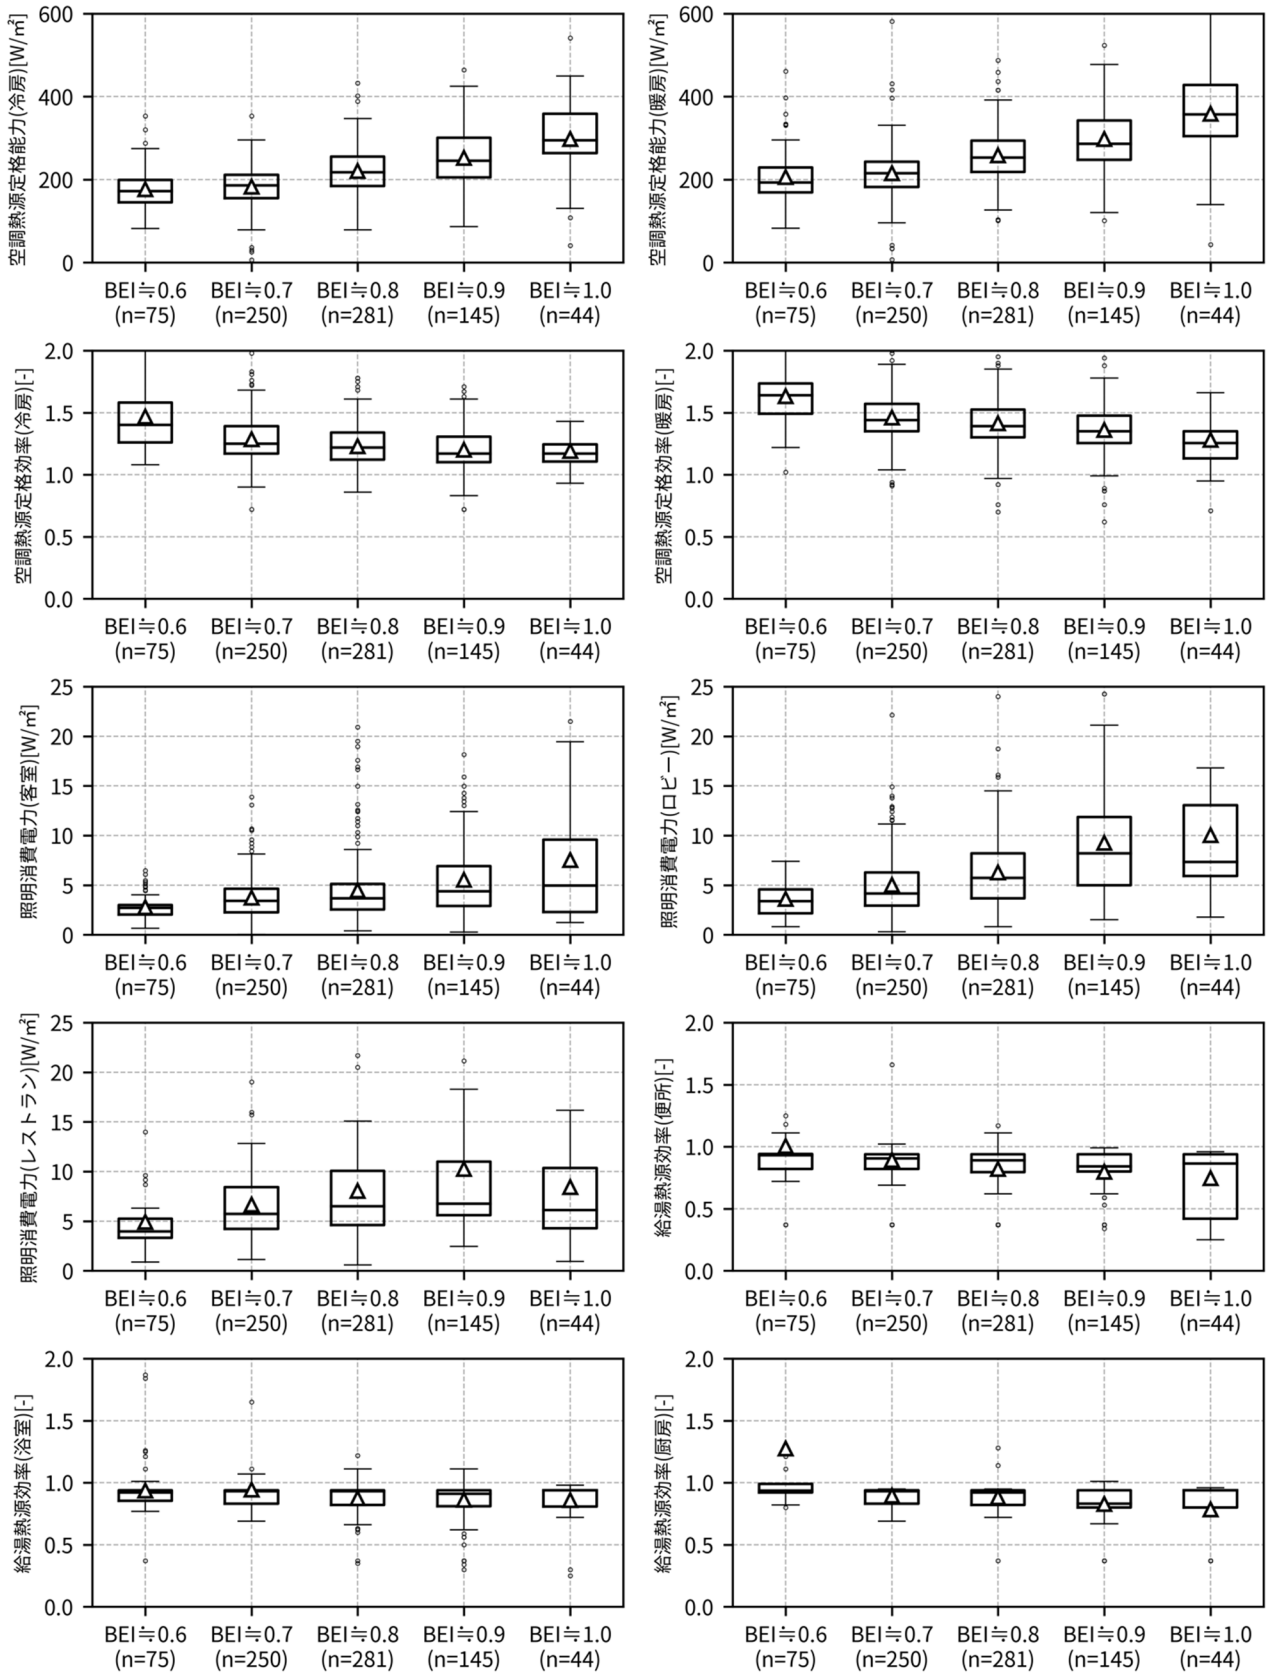 空調熱源定格能力(冷房)[W/㎡]
600
400
200
0
BEI≒0.6 BEI≒0.7 BEI≒0.8 BEI≒0.9 BEI≒1.0
(n=75) (n=250) (n=281) (n=145) (n=44)
空調熱源定格能力(暖房)[W/㎡]
600
400
200
0
BEI≒0.6 BEI≒0.7 BEI≒0.8 BEI≒0.9 BEI≒1.0
(n=75) (n=250) (n=281) (n=145) (n=44)
空調熱源定格効率(冷房)[-]
2.0
1.5
1.0
0.5
0.0
BEI≒0.6 BEI≒0.7 BEI≒0.8 BEI≒0.9 BEI≒1.0
(n=75) (n=250) (n=281) (n=145) (n=44)
空調熱源定格効率(暖房)[-]
2.0
1.5
1.0
0.5
0.0
BEI≒0.6 BEI≒0.7 BEI≒0.8 BEI≒0.9 BEI≒1.0
(n=75) (n=250) (n=281) (n=145) (n=44)
照明消費電力(客室)[W/㎡]
25
20
15
10
5
0
BEI≒0.6 BEI≒0.7 BEI≒0.8 BEI≒0.9 BEI≒1.0
(n=75) (n=250) (n=281) (n=145) (n=44)
照明消費電力(ロビー)[W/㎡]
25
20
15
10
5
0
BEI≒0.6 BEI≒0.7 BEI≒0.8 BEI≒0.9 BEI≒1.0
(n=75) (n=250) (n=281) (n=145) (n=44)
照明消費電力(レストラン)[W/㎡]
25
20
15
10
5
0
BEI≒0.6 BEI≒0.7 BEI≒0.8 BEI≒0.9 BEI≒1.0
(n=75) (n=250) (n=281) (n=145) (n=44)
給湯熱源効率(便所)[-]
2.0
1.5
1.0
0.5
0.0
BEI≒0.6 BEI≒0.7 BEI≒0.8 BEI≒0.9 BEI≒1.0
(n=75) (n=250) (n=281) (n=145) (n=44)
給湯熱源効率(浴室)[-]
2.0
1.5
1.0
0.5
0.0
BEI≒0.6 BEI≒0.7 BEI≒0.8 BEI≒0.9 BEI≒1.0
(n=75) (n=250) (n=281) (n=145) (n=44)
給湯熱源効率(厨房)[-]
2.0
1.5
1.0
0.5
0.0
BEI≒0.6 BEI≒0.7 BEI≒0.8 BEI≒0.9 BEI≒1.0
(n=75) (n=250) (n=281) (n=145) (n=44)